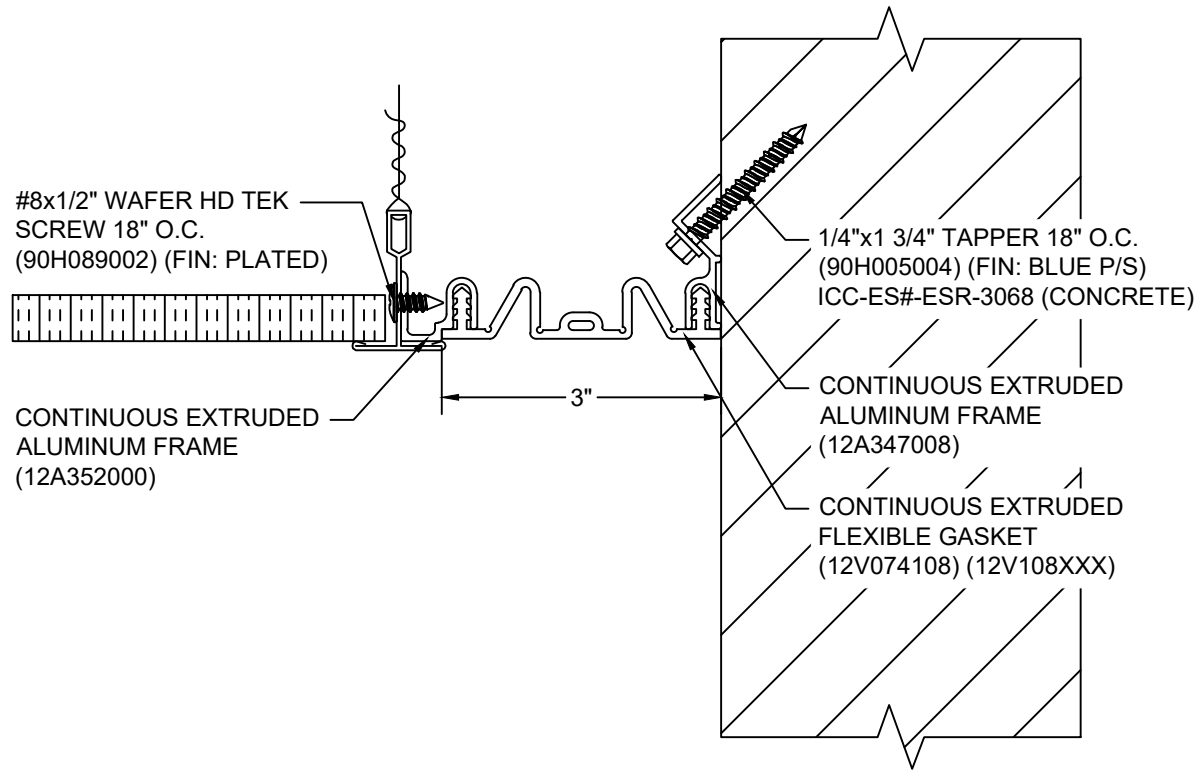 #8x1/2" WAFER HD TEK
SCREW 18" O.C.
(90H089002) (FIN: PLATED)
1/4"x1 3/4" TAPPER 18" O.C.
(90H005004) (FIN: BLUE P/S)
ICC-ES#-ESR-3068 (CONCRETE)
CONTINUOUS EXTRUDED
ALUMINUM FRAME
(12A352000)
3"
CONTINUOUS EXTRUDED
ALUMINUM FRAME
(12A347008)
CONTINUOUS EXTRUDED
FLEXIBLE GASKET
(12V074108) (12V108XXX)